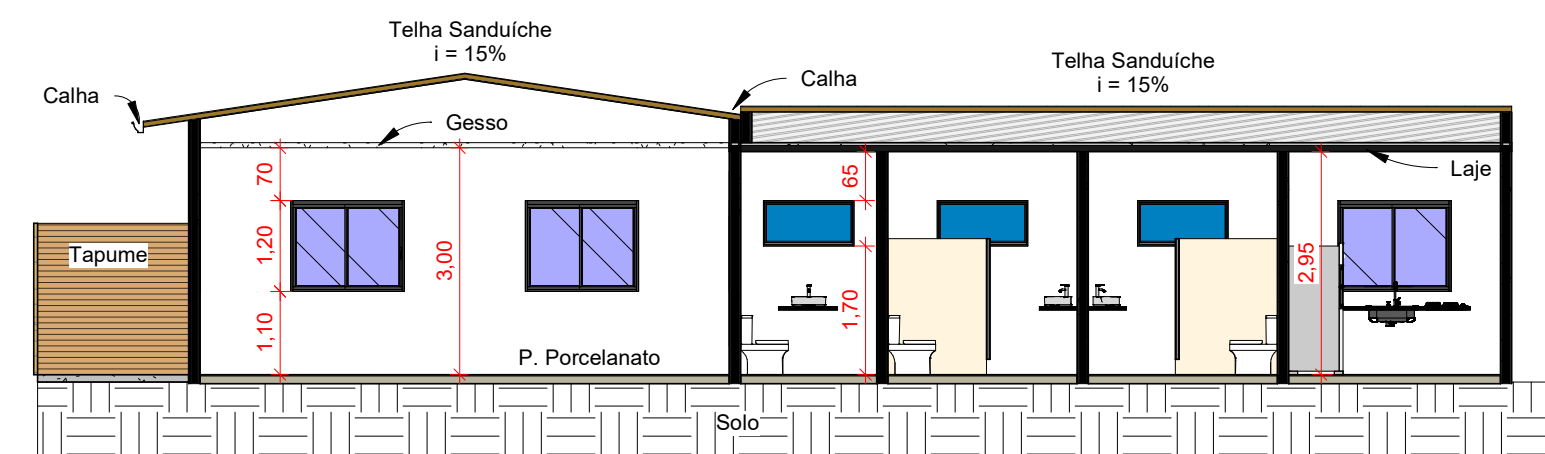 Telha Sanduíche
i = 15%
Telha Sanduíche
i = 15%
Calha
Calha
Gesso
Laje
70
1,20
1,10
3,00
65
1,70
2,95
Tapume
P. Porcelanato
Solo